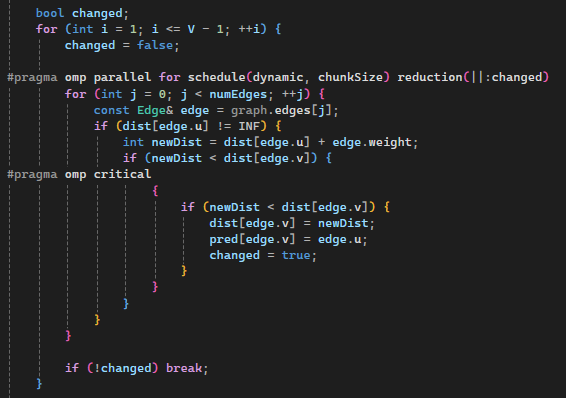 bool changed;
for (int i = 1; i <= V - 1; ++i) {
changed = false;
#pragma omp parallel for schedule(dynamic, chunkSize) reduction(||:changed)
for (int j = 0; j < numEdges; ++j) {
const Edge& edge = graph.edges[j];
if (dist[edge.u] != INF) {
int newDist = dist[edge.u] + edge.weight;
if (newDist < dist[edge.v]) {
#pragma omp critical
{
if (newDist < dist[edge.v]) {
dist[edge.v] = newDist;
pred[edge.v] = edge.u;
changed = true;
}
}
}
}
}
if (!changed) break;
}